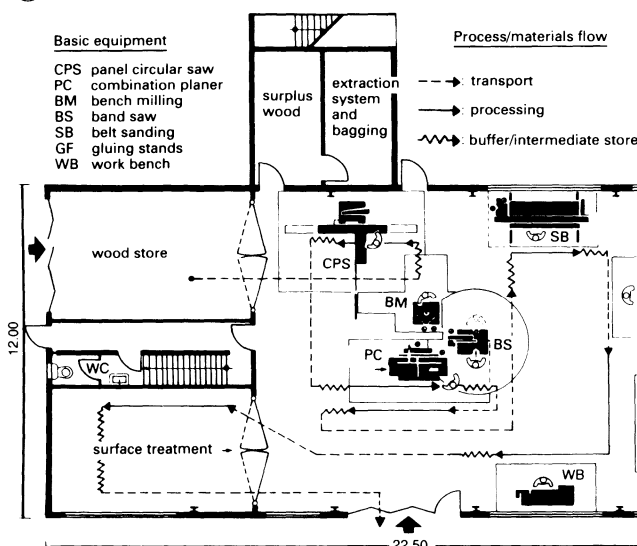 Basic equipment
CPS panel circular saw
PC combination planer
BM bench milling
BS band saw
SB belt sanding
GF gluing stands
WB work bench
Process/materials flow
transport
processing
buffer/intermediate store
surplus
wood
extraction
system
and
bagging
wood store
CPS
SB
BM
BS
PC
12.00
WC
surface treatment
WB
22.50